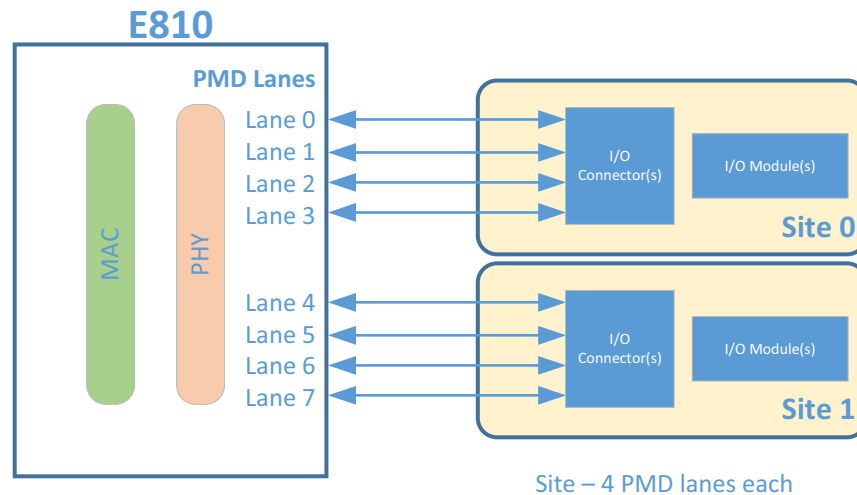 E810
PMD Lanes
Lane 0
Lane 1
Lane 2
Lane 3
Lane 4
Lane 5
Lane 6
Lane 7
MAC
PHY
I/O
Connector(s)
I/O Module(s)
Site 0
I/O
Connector(s)
I/O Module(s)
Site 1
Site – 4 PMD lanes each